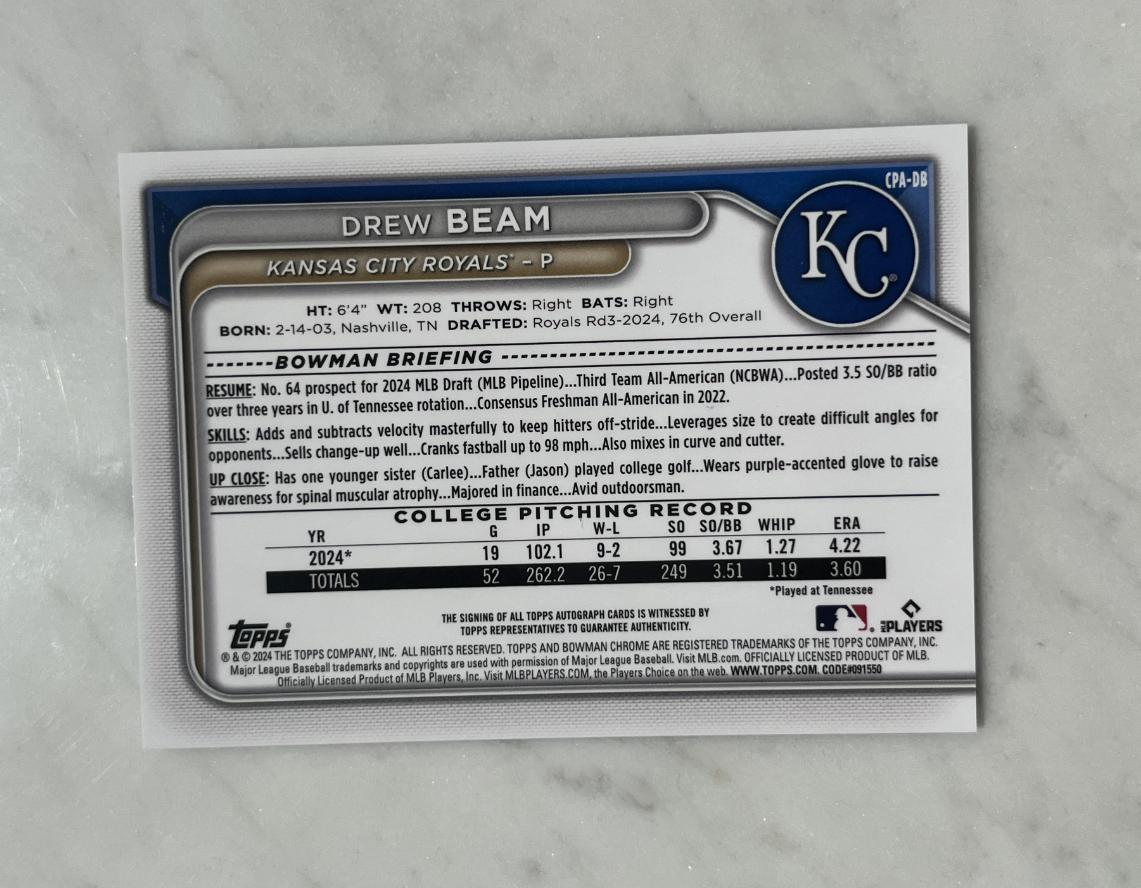 CPA-DB
DREW BEAM
KC
KANSAS CITY ROYALS® – P
HT: 6'4" WT: 208 THROWS: Right BATS: Right
BORN: 2-14-03, Nashville, TN DRAFTED: Royals Rd3-2024, 76th Overall
BOWMAN BRIEFING
RESUME: No. 64 prospect for 2024 MLB Draft (MLB Pipeline)...Third Team All-American (NCBWA)...Posted 3.5 SO/BB ratio
over three years in U. of Tennessee rotation...Consensus Freshman All-American in 2022.
SKILLS: Adds and subtracts velocity masterfully to keep hitters off-stride...Leverages size to create difficult angles for
opponents...Sells change-up well...Cranks fastball up to 98 mph...Also mixes in curve and cutter.
UP CLOSE: Has one younger sister (Carlee)...Father (Jason) played college golf...Wears purple-accented glove to raise
awareness for spinal muscular atrophy...Majored in finance...Avid outdoorsman.
COLLEGE PITCHING RECORD
YR G IP W-L SO SO/BB WHIP ERA
2024* 19 102.1 9-2 99 3.67 1.27 4.22
TOTALS 52 262.2 26-7 249 3.51 1.19 3.60
*Played at Tennessee
THE SIGNING OF ALL TOPPS AUTOGRAPH CARDS IS WITNESSED BY
TOPPS REPRESENTATIVES TO GUARANTEE AUTHENTICITY.
topps®
MLB PLAYERS
® & © 2024 THE TOPPS COMPANY, INC. ALL RIGHTS RESERVED. TOPPS AND BOWMAN CHROME ARE REGISTERED TRADEMARKS OF THE TOPPS COMPANY, INC.
Major League Baseball trademarks and copyrights are used with permission of Major League Baseball. Visit MLB.com. OFFICIALLY LICENSED PRODUCT OF MLB.
Officially Licensed Product of MLB Players, Inc. Visit MLBPLAYERS.COM, the Players Choice on the web. WWW.TOPPS.COM. CODE#091550